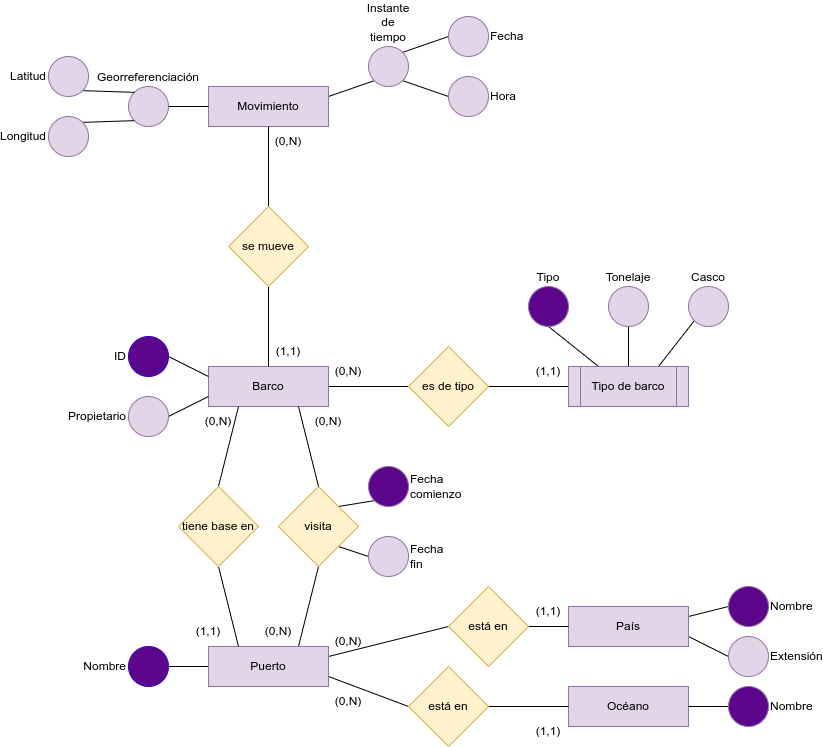 Instante
de
tiempo
Fecha
Latitud
Georreferenciación
Hora
Movimiento
Longitud
(0,N)
se mueve
Tipo
Tonelaje
Casco
(1,1)
ID
(0,N)
(1,1)
Barco
es de tipo
Tipo de barco
Propietario
(0,N)
(0,N)
Fecha
comienzo
tiene base en
visita
Fecha
fin
(1,1)
(0,N)
(0,N)
está en
(1,1)
País
Nombre
Nombre
Puerto
Extensión
(0,N)
está en
(1,1)
Océano
Nombre